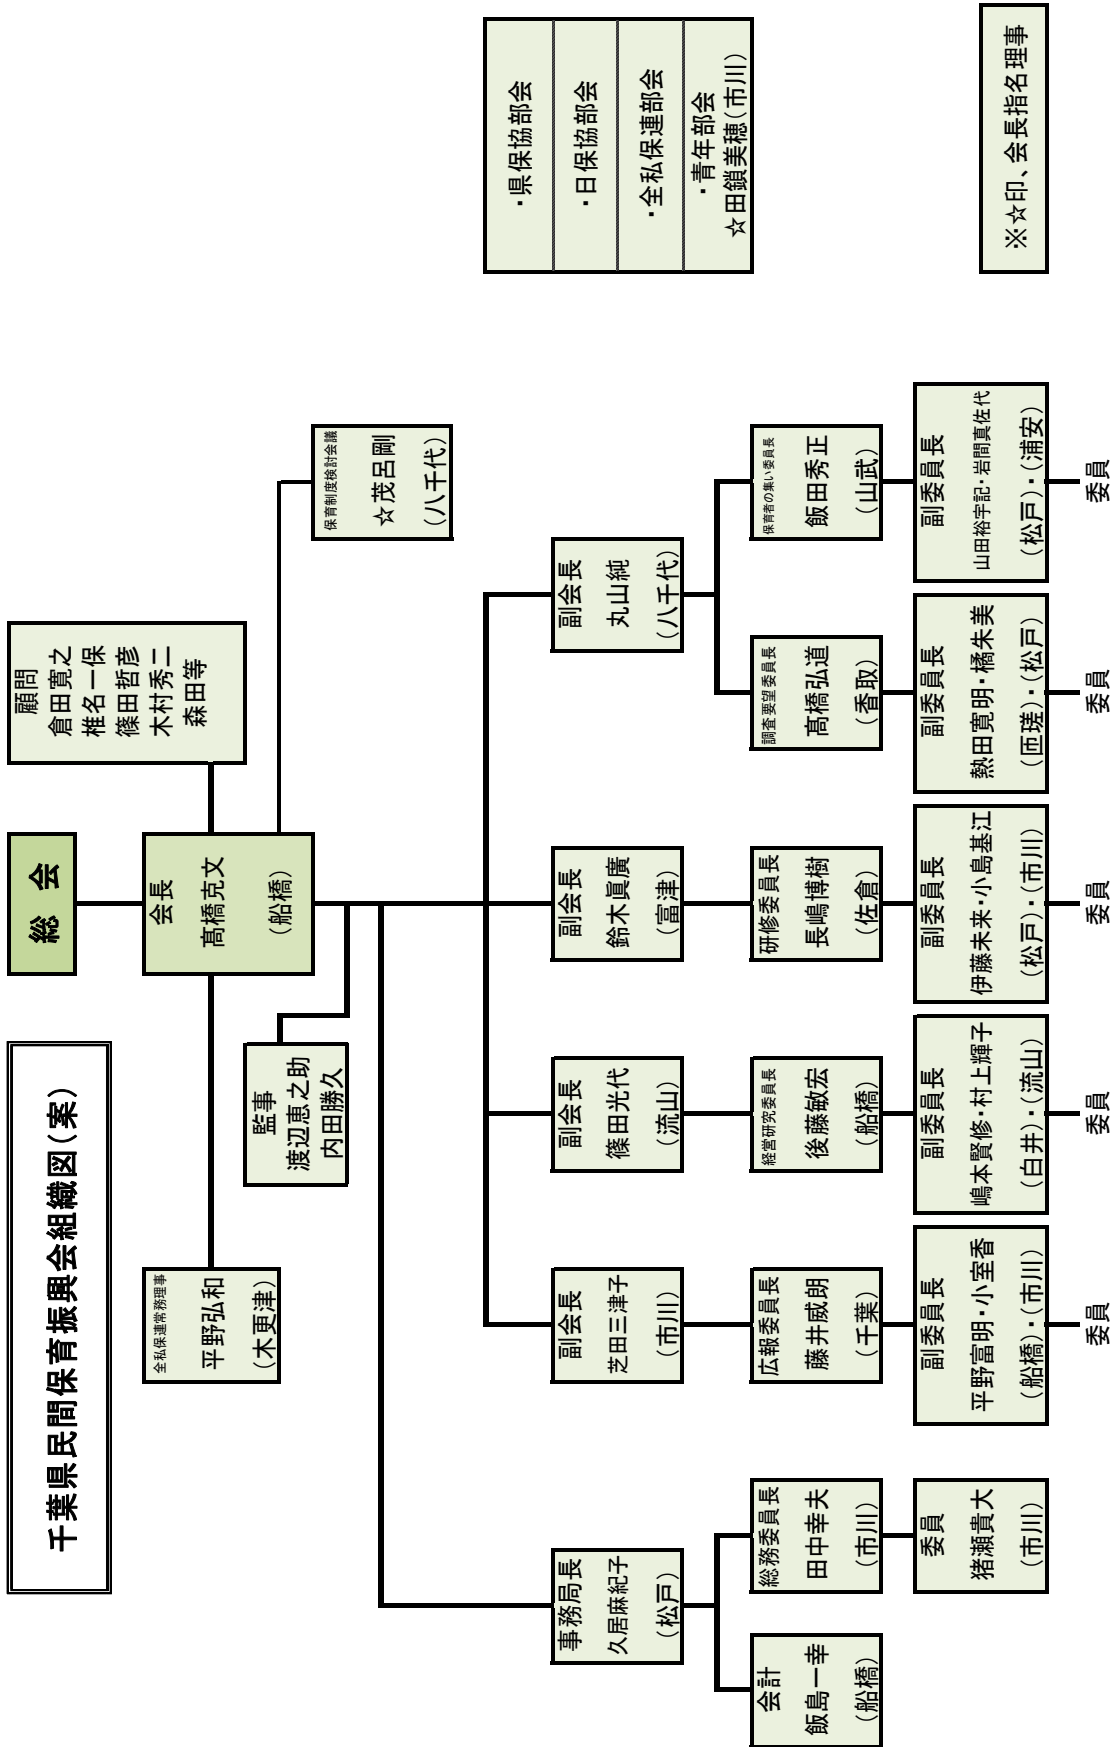 千葉県民間保育振興会組織図(案)
総 会
顧問
倉田寛之
椎名一保
篠田哲彦
木村秀二
森田等
会長
髙橋克文
(船橋)
全私保連常務理事
平野弘和
(木更津)
監事
渡辺恵之助
内田勝久
保育制度検討会議
☆茂呂剛
(八千代)
・県保協部会
・日保協部会
・全私保連部会
・青年部会
☆田鎖美穂(市川)
事務局長
久居麻紀子
(松戸)
副会長
芝田三津子
(市川)
副会長
篠田光代
(流山)
副会長
鈴木眞廣
(富津)
副会長
丸山純
(八千代)
会計
飯島一幸
(船橋)
総務委員長
田中幸夫
(市川)
広報委員長
藤井威朗
(千葉)
経営研究委員長
後藤敏宏
(船橋)
研修委員長
長嶋博樹
(佐倉)
調査要望委員長
髙橋弘道
(香取)
保育者の集い委員長
飯田秀正
(山武)
委員
猪瀬貴大
(市川)
副委員長
平野富明・小室香
(船橋)・(市川)
副委員長
嶋本賢修・村上輝子
(白井)・(流山)
副委員長
伊藤未来・小島基江
(松戸)・(市川)
副委員長
熱田寛明・橘朱美
(匝瑳)・(松戸)
副委員長
山田裕宇記・岩間真佐代
(松戸)・(浦安)
委員
委員
委員
委員
委員
※☆印、会長指名理事